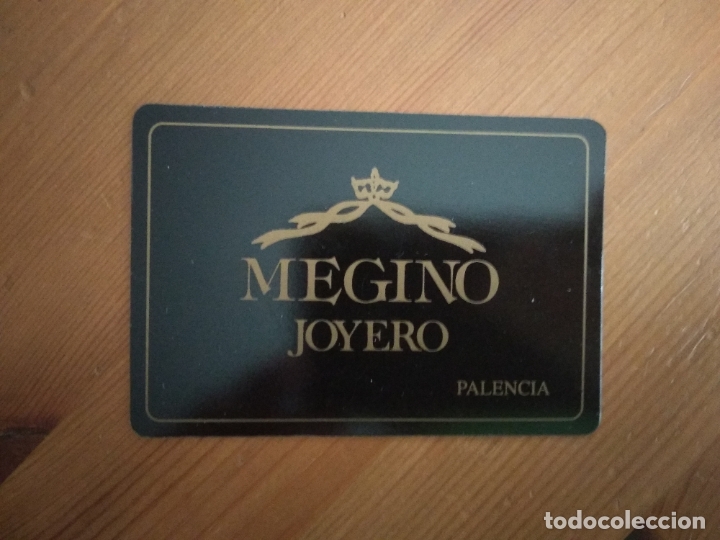 MEGINO
JOYERO
PALENCIA
todocoleccion